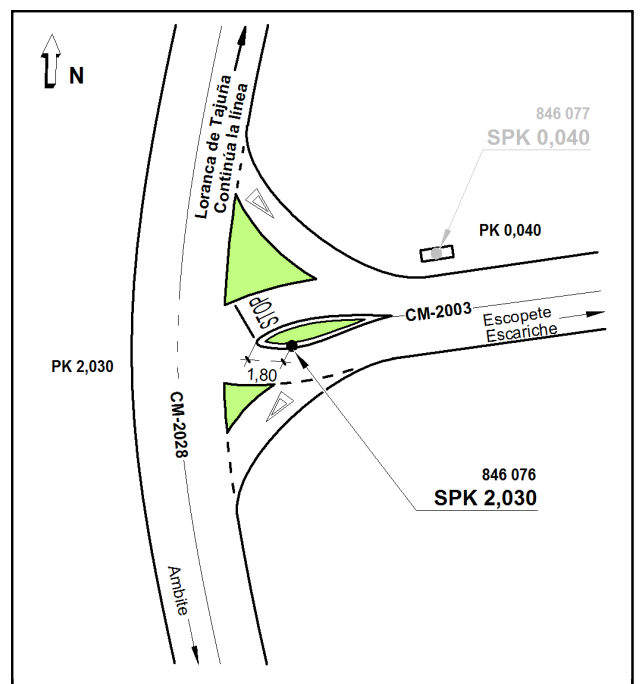 N
Loranca de Tajuña
Continúa la línea
846 077
SPK 0,040
PK 0,040
STOP
CM-2003
Escopete
Escariche
PK 2,030
1,80
CM-2028
846 076
SPK 2,030
Ambite